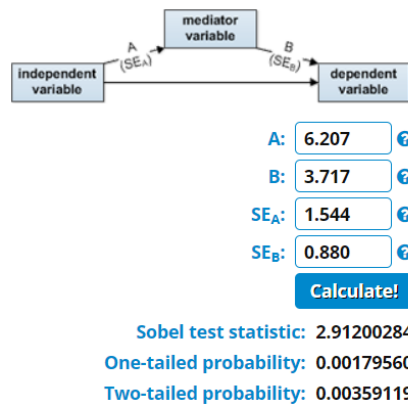 mediator
variable
A
(SEA)
B
(SEB)
independent
variable
dependent
variable
A: 6.207 ?
B: 3.717 ?
SEA: 1.544 ?
SEB: 0.880 ?
Calculate!
Sobel test statistic: 2.91200284
One-tailed probability: 0.00179560
Two-tailed probability: 0.00359119